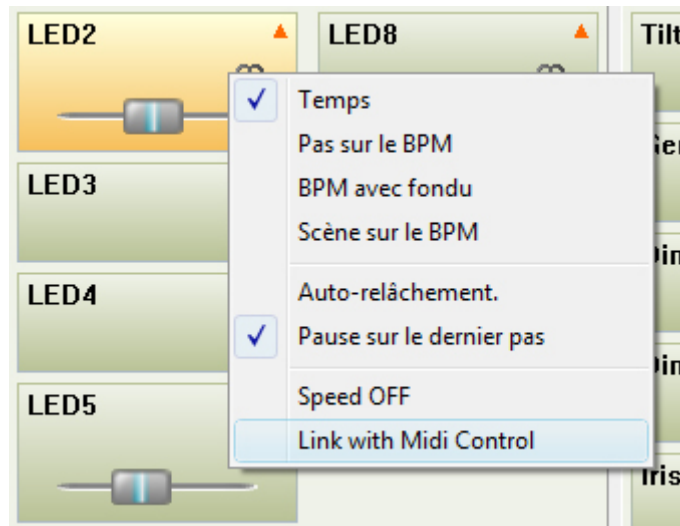 LED2
LED8
Tilt
Temps
Pas sur le BPM
BPM avec fondu
Scène sur le BPM
LED3
LED4
Auto-relâchement.
Pause sur le dernier pas
LED5
Speed OFF
Link with Midi Control